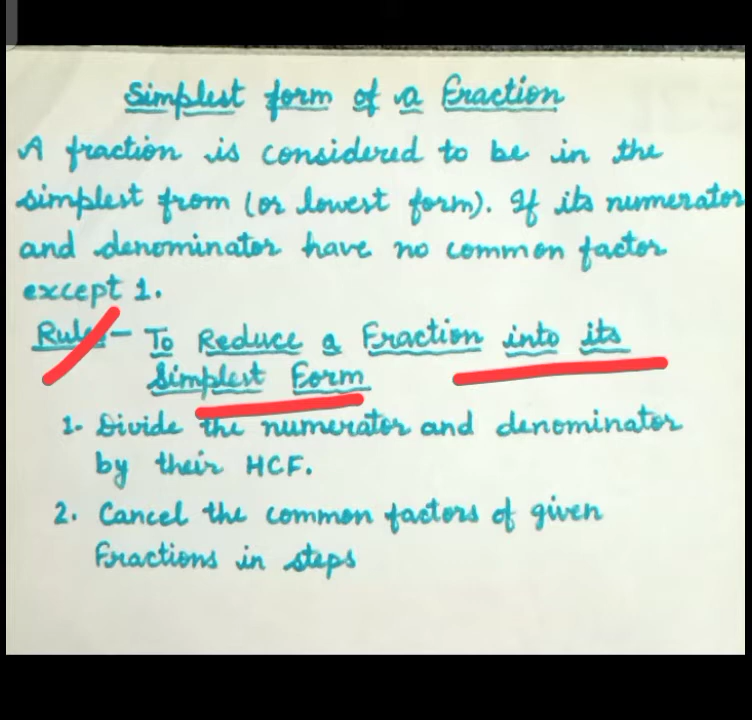 Simplest form of a Fraction
A fraction is considered to be in the
simplest from (or lowest form). If its numerator
and denominator have no common factor
except 1.
Rule:- To Reduce a Fraction into its
Simplest Form
1. Divide the numerator and denominator
by their HCF.
2. Cancel the common factors of given
Fractions in steps